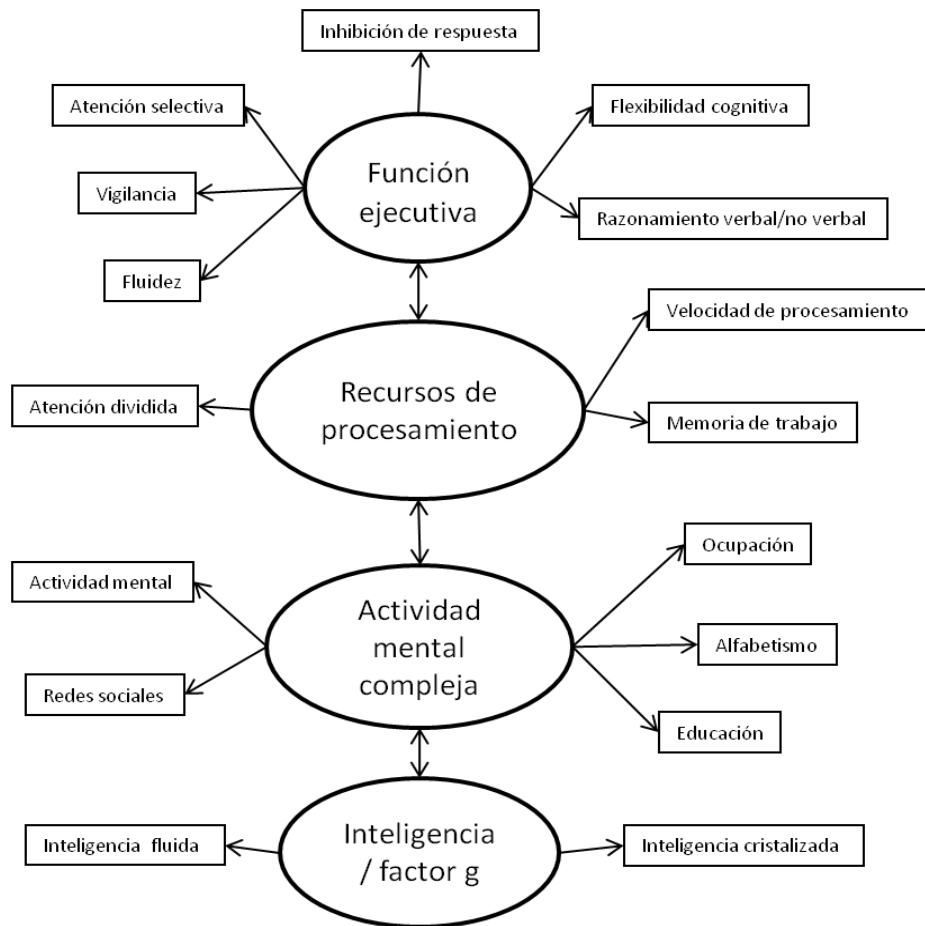 Inhibición de respuesta
Atención selectiva
Flexibilidad cognitiva
Función
ejecutiva
Vigilancia
Razonamiento verbal/no verbal
Fluidez
Velocidad de procesamiento
Recursos de
procesamiento
Atención dividida
Memoria de trabajo
Ocupación
Actividad mental
Actividad
mental
compleja
Alfabetismo
Redes sociales
Educación
Inteligencia
/ factor g
Inteligencia fluida
Inteligencia cristalizada